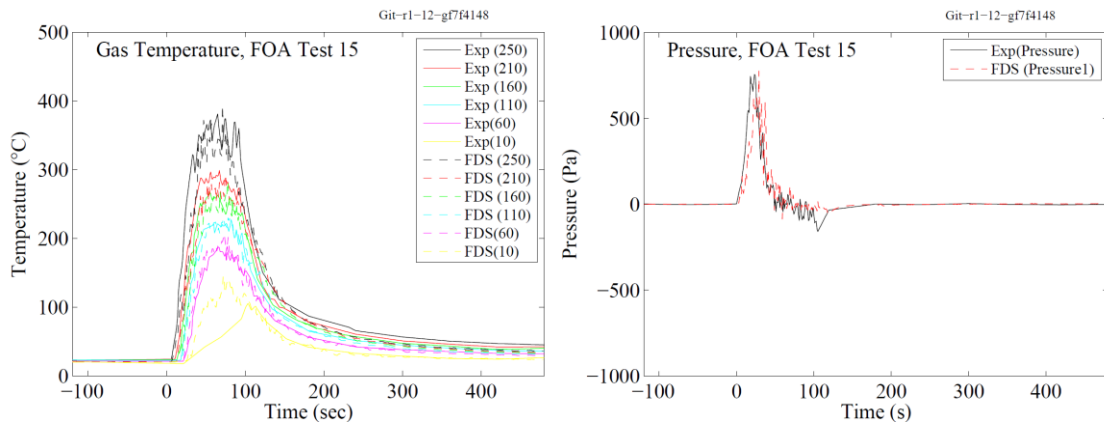 Git−r1−12−gf7f4148
Gas Temperature, FOA Test 15
Exp (250)
Exp (210)
Exp (160)
Exp (110)
Exp(60)
Exp(10)
FDS (250)
FDS (210)
FDS (160)
FDS (110)
FDS(60)
FDS(10)
500
400
300
200
100
0
Temperature (°C)
−100
0
100
200
300
400
Time (sec)
Git−r1−12−gf7f4148
Pressure, FOA Test 15
Exp(Pressure)
FDS (Pressure1)
1000
500
0
−500
−1000
Pressure (Pa)
−100
0
100
200
300
400
Time (s)